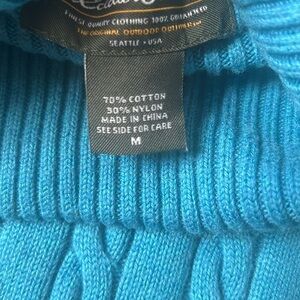 FINEST QUALITY CLOTHING 100% GUARANTEED
THE ORIGINAL OUTDOOR OUTFITTER
SEATTLE • USA
70% COTTON
30% NYLON
MADE IN CHINA
SEE SIDE FOR CARE
M